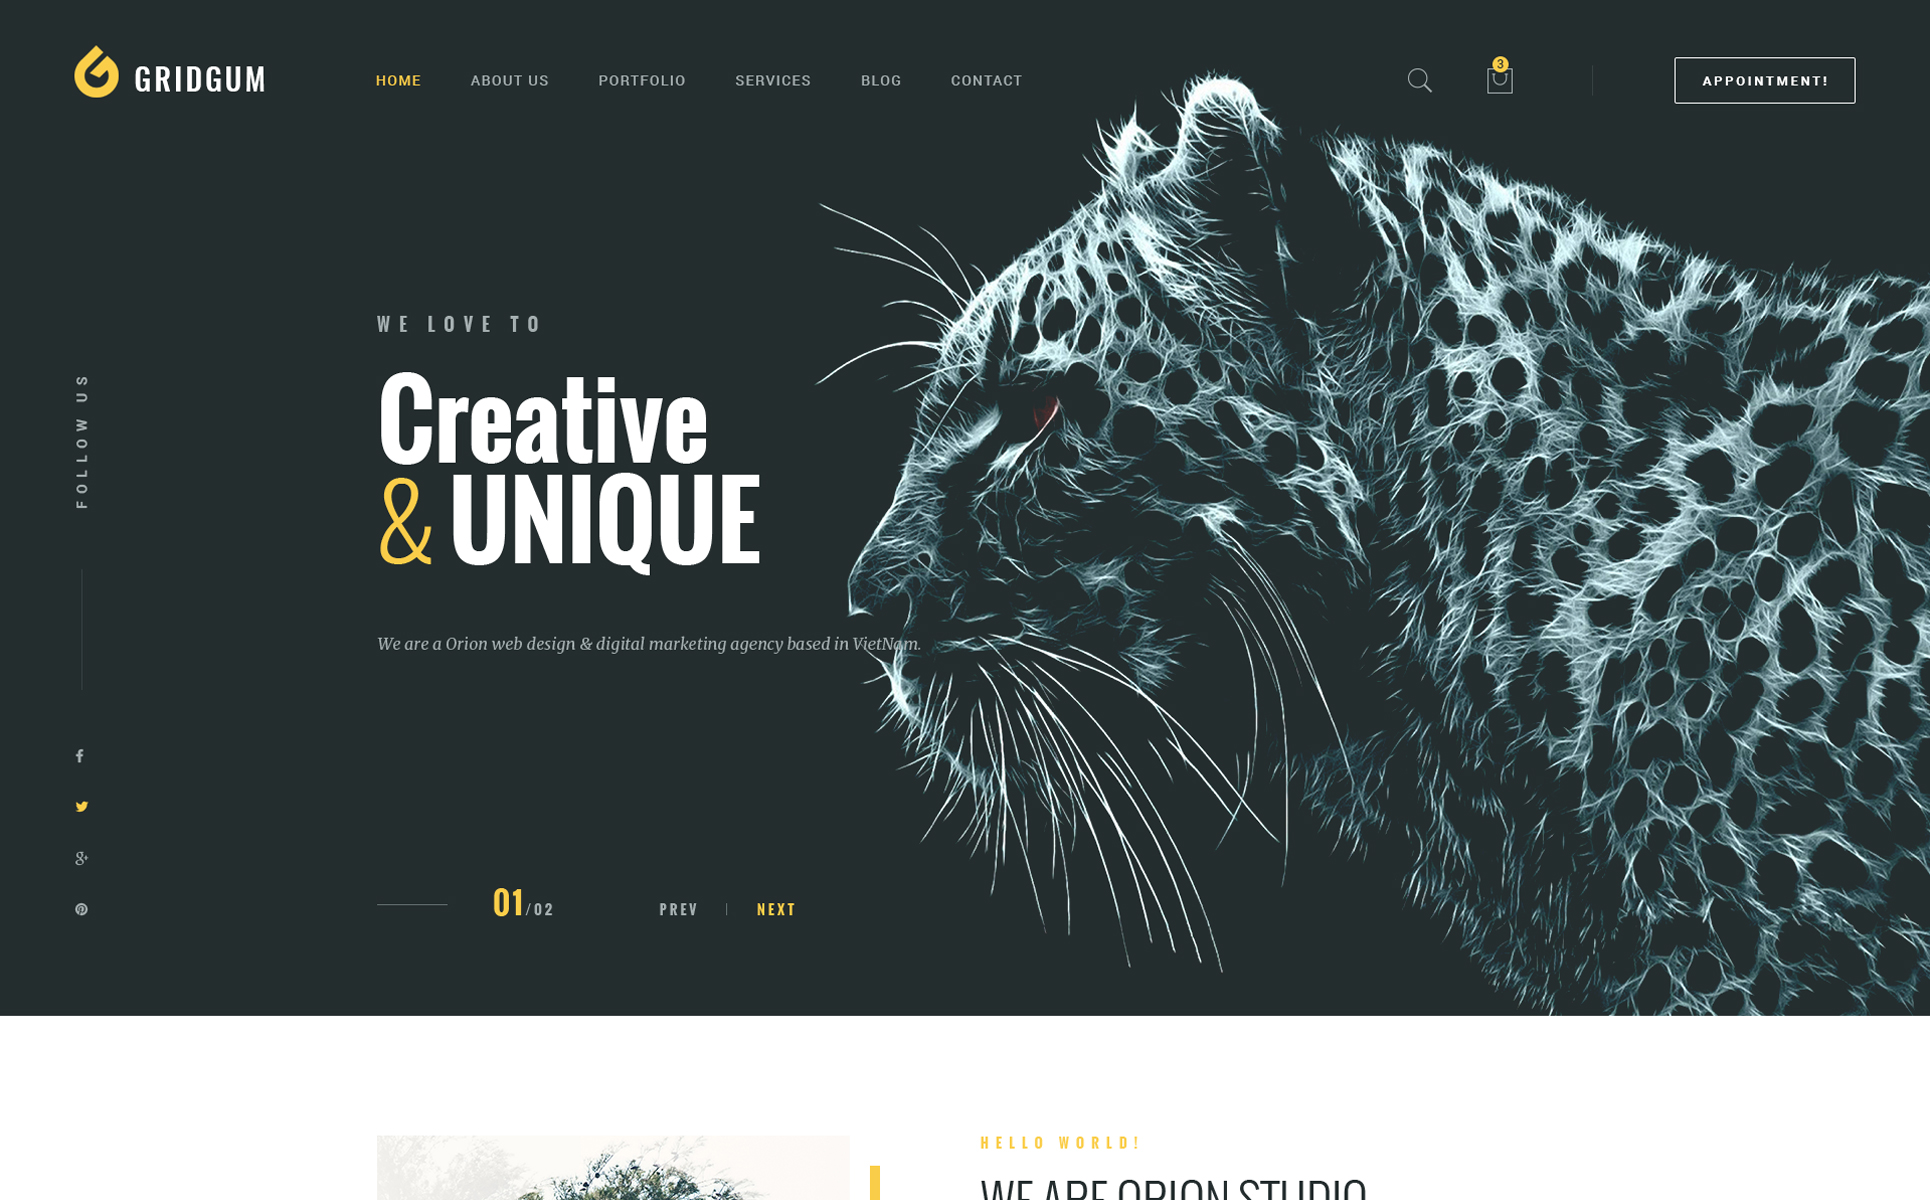 GRIDGUM
HOME ABOUT US PORTFOLIO SERVICES BLOG CONTACT
3
APPOINTMENT!
WE LOVE TO
Creative
& UNIQUE
We are a Orion web design & digital marketing agency based in VietNam.
FOLLOW US
01/02
PREV | NEXT
HELLO WORLD!
WE ARE ORION STUDIO